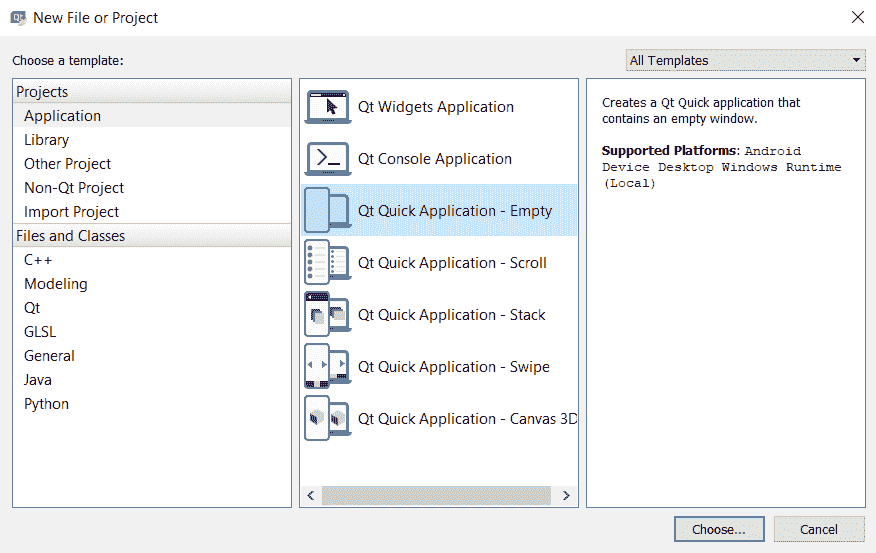 New File or Project
Choose a template:
All Templates
Projects
Application
Library
Other Project
Non-Qt Project
Import Project
Files and Classes
C++
Modeling
Qt
GLSL
General
Java
Python
Qt Widgets Application
Qt Console Application
Qt Quick Application - Empty
Qt Quick Application - Scroll
Qt Quick Application - Stack
Qt Quick Application - Swipe
Qt Quick Application - Canvas 3D
Creates a Qt Quick application that
contains an empty window.
Supported Platforms: Android
Device Desktop Windows Runtime
(Local)
Choose...
Cancel